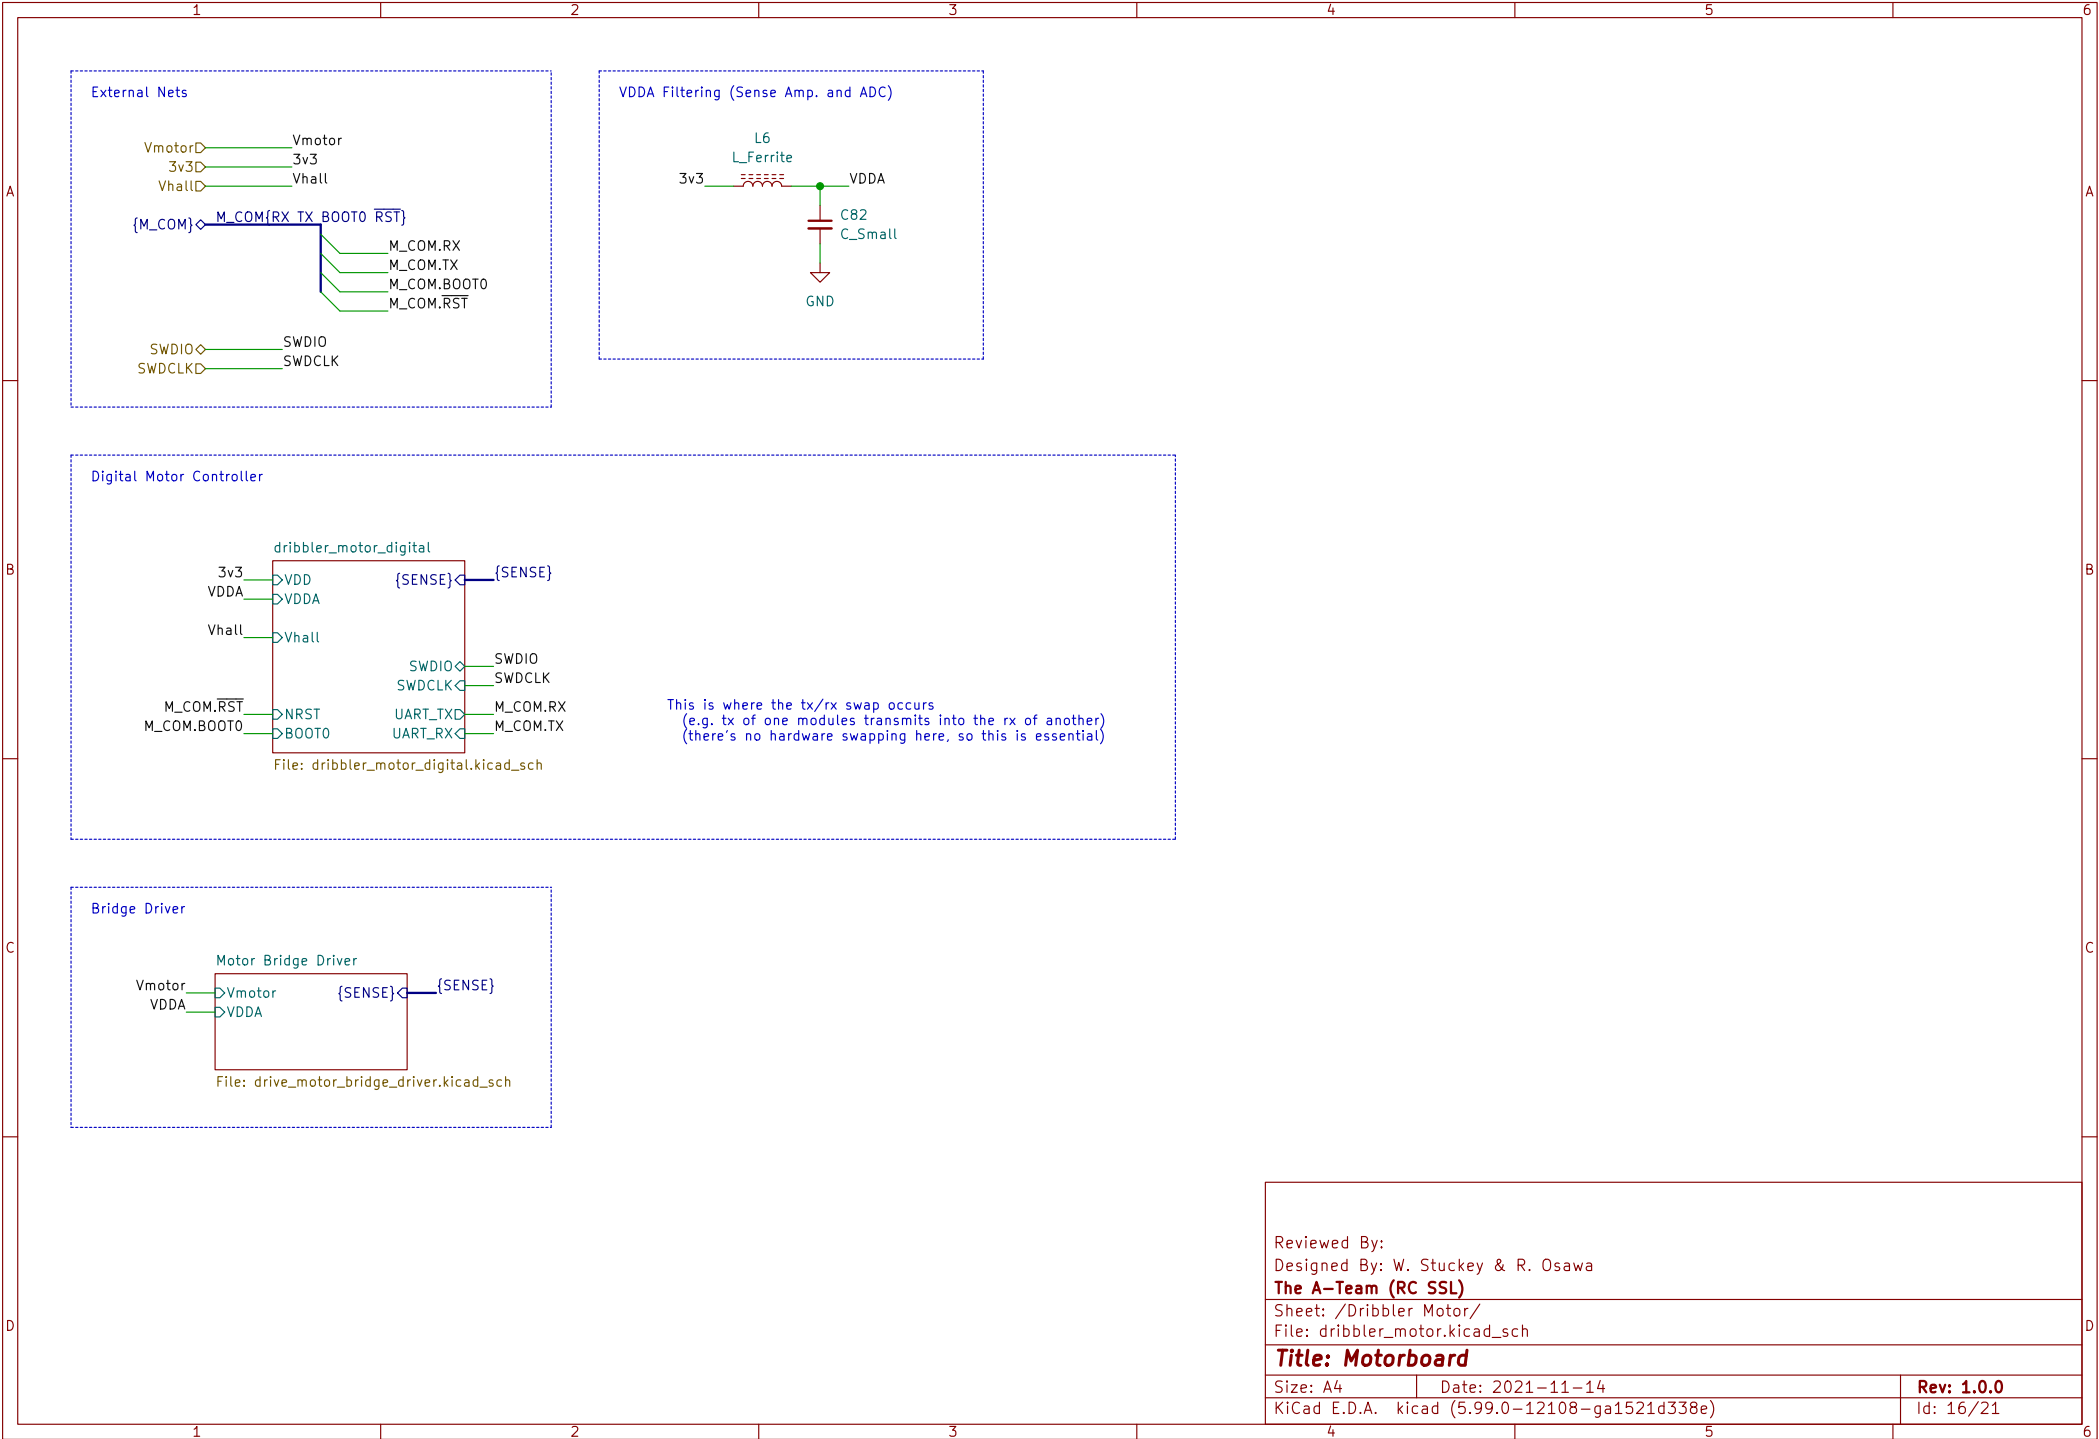 1 2 3 4 5 6
External Nets
Vmotor Vmotor
3v3 3v3
Vhall Vhall
{M_COM} M_COM{RX TX BOOT0 RST}
M_COM.RX
M_COM.TX
M_COM.BOOT0
M_COM.RST
SWDIO SWDIO
SWDCLK SWDCLK
VDDA Filtering (Sense Amp. and ADC)
L6
L_Ferrite
3v3 VDDA
C82
C_Small
GND
A A
Digital Motor Controller
dribbler_motor_digital
3v3 VDD {SENSE} {SENSE}
VDDA VDDA
Vhall Vhall
SWDIO SWDIO
SWDCLK SWDCLK
M_COM.RST NRST UART_TX M_COM.RX
M_COM.BOOT0 BOOT0 UART_RX M_COM.TX
File: dribbler_motor_digital.kicad_sch
This is where the tx/rx swap occurs
(e.g. tx of one modules transmits into the rx of another)
(there's no hardware swapping here, so this is essential)
B B
Bridge Driver
Motor Bridge Driver
Vmotor Vmotor {SENSE} {SENSE}
VDDA VDDA
File: drive_motor_bridge_driver.kicad_sch
C C
Reviewed By:
Designed By: W. Stuckey & R. Osawa
The A-Team (RC SSL)
Sheet: /Dribbler Motor/
File: dribbler_motor.kicad_sch
Title: Motorboard
Size: A4 Date: 2021-11-14 Rev: 1.0.0
KiCad E.D.A. kicad (5.99.0-12108-ga1521d338e) Id: 16/21
D D
1 2 3 4 5 6